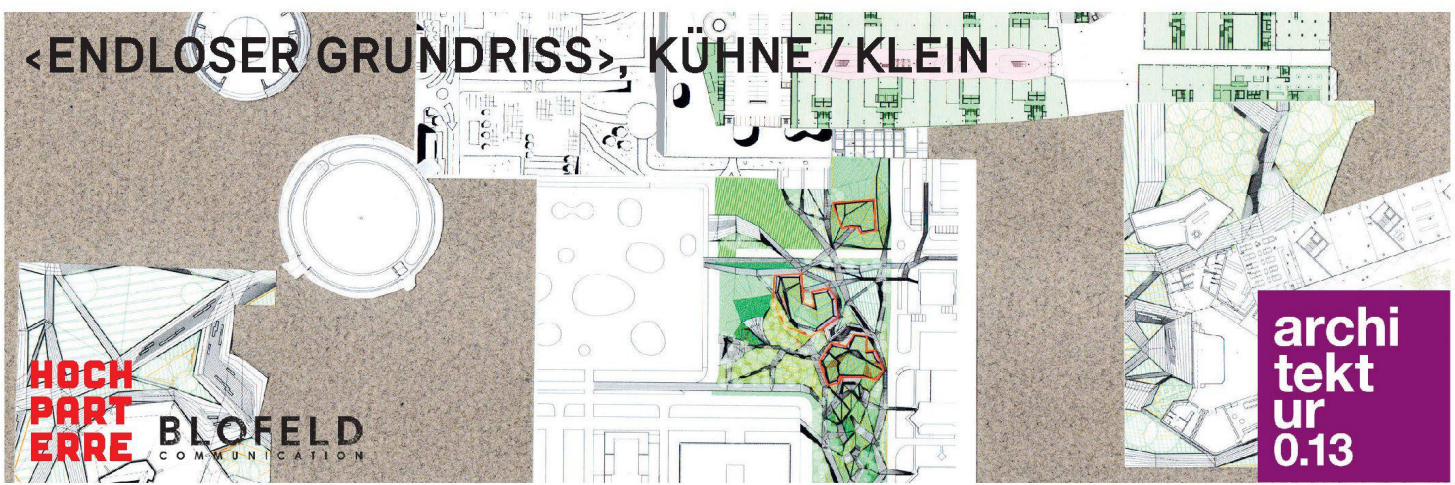 <ENDLOSER GRUNDRISS>, KÜHNE / KLEIN
HOCH
PART
ERRE
BLOFELD
COMMUNICATION
archi
tekt
ur
0.13